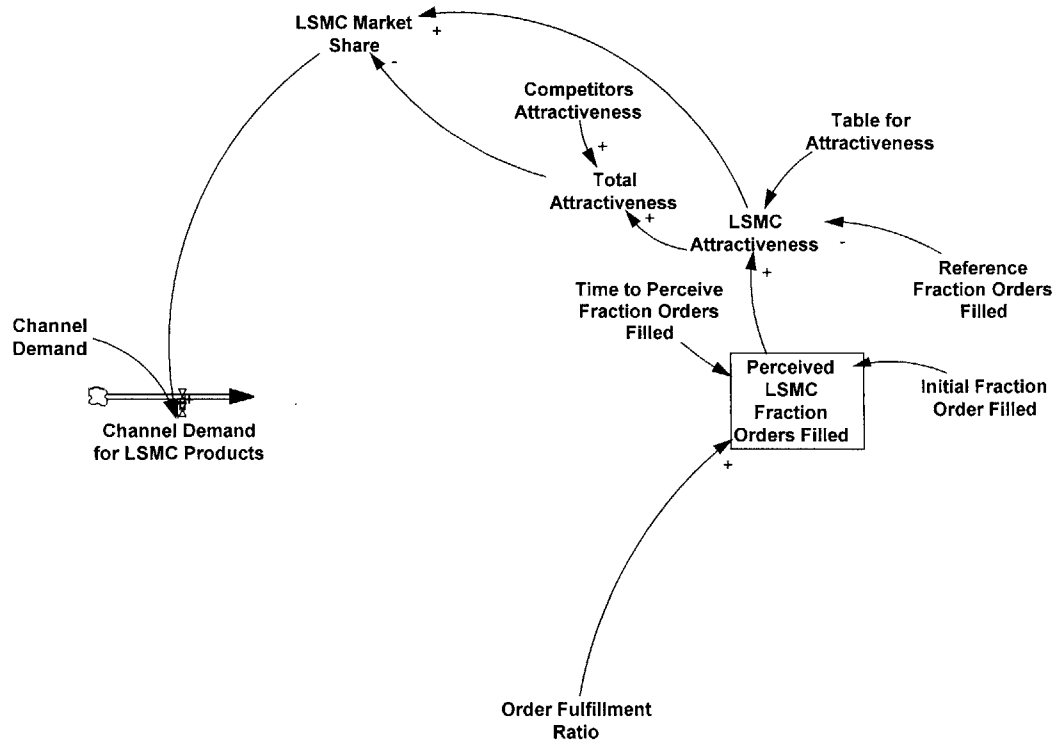 LSMC Market
Share
+
-
Competitors
Attractiveness
+
Table for
Attractiveness
Total
Attractiveness
+
LSMC
Attractiveness
-
+
Reference
Fraction Orders
Filled
Time to Perceive
Fraction Orders
Filled
Channel
Demand
Perceived
LSMC
Fraction
Orders Filled
+
Initial Fraction
Order Filled
+
Channel Demand
for LSMC Products
Order Fulfillment
Ratio